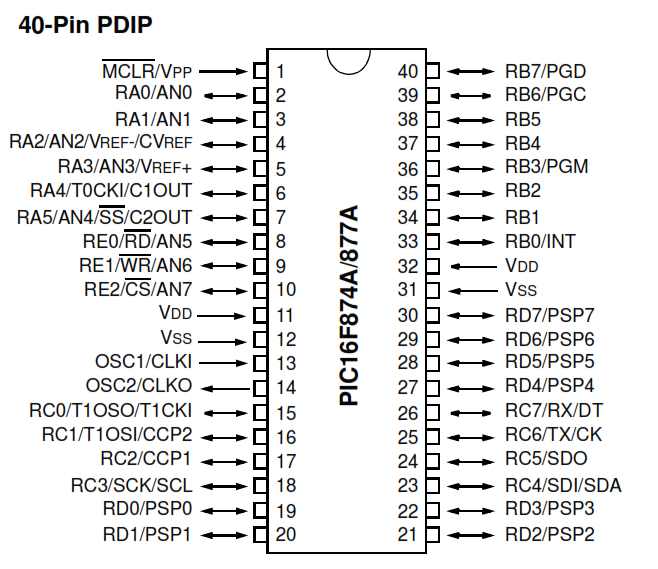 40-Pin PDIP
MCLR/VPP 1 40 RB7/PGD
RA0/AN0 2 39 RB6/PGC
RA1/AN1 3 38 RB5
RA2/AN2/VREF-/CVREF 4 37 RB4
RA3/AN3/VREF+ 5 36 RB3/PGM
RA4/T0CKI/C1OUT 6 35 RB2
RA5/AN4/SS/C2OUT 7 34 RB1
RE0/RD/AN5 8 33 RB0/INT
RE1/WR/AN6 9 32 VDD
RE2/CS/AN7 10 31 VSS
VDD 11 30 RD7/PSP7
VSS 12 29 RD6/PSP6
OSC1/CLKI 13 28 RD5/PSP5
OSC2/CLKO 14 27 RD4/PSP4
RC0/T1OSO/T1CKI 15 26 RC7/RX/DT
RC1/T1OSI/CCP2 16 25 RC6/TX/CK
RC2/CCP1 17 24 RC5/SDO
RC3/SCK/SCL 18 23 RC4/SDI/SDA
RD0/PSP0 19 22 RD3/PSP3
RD1/PSP1 20 21 RD2/PSP2
PIC16F874A/877A